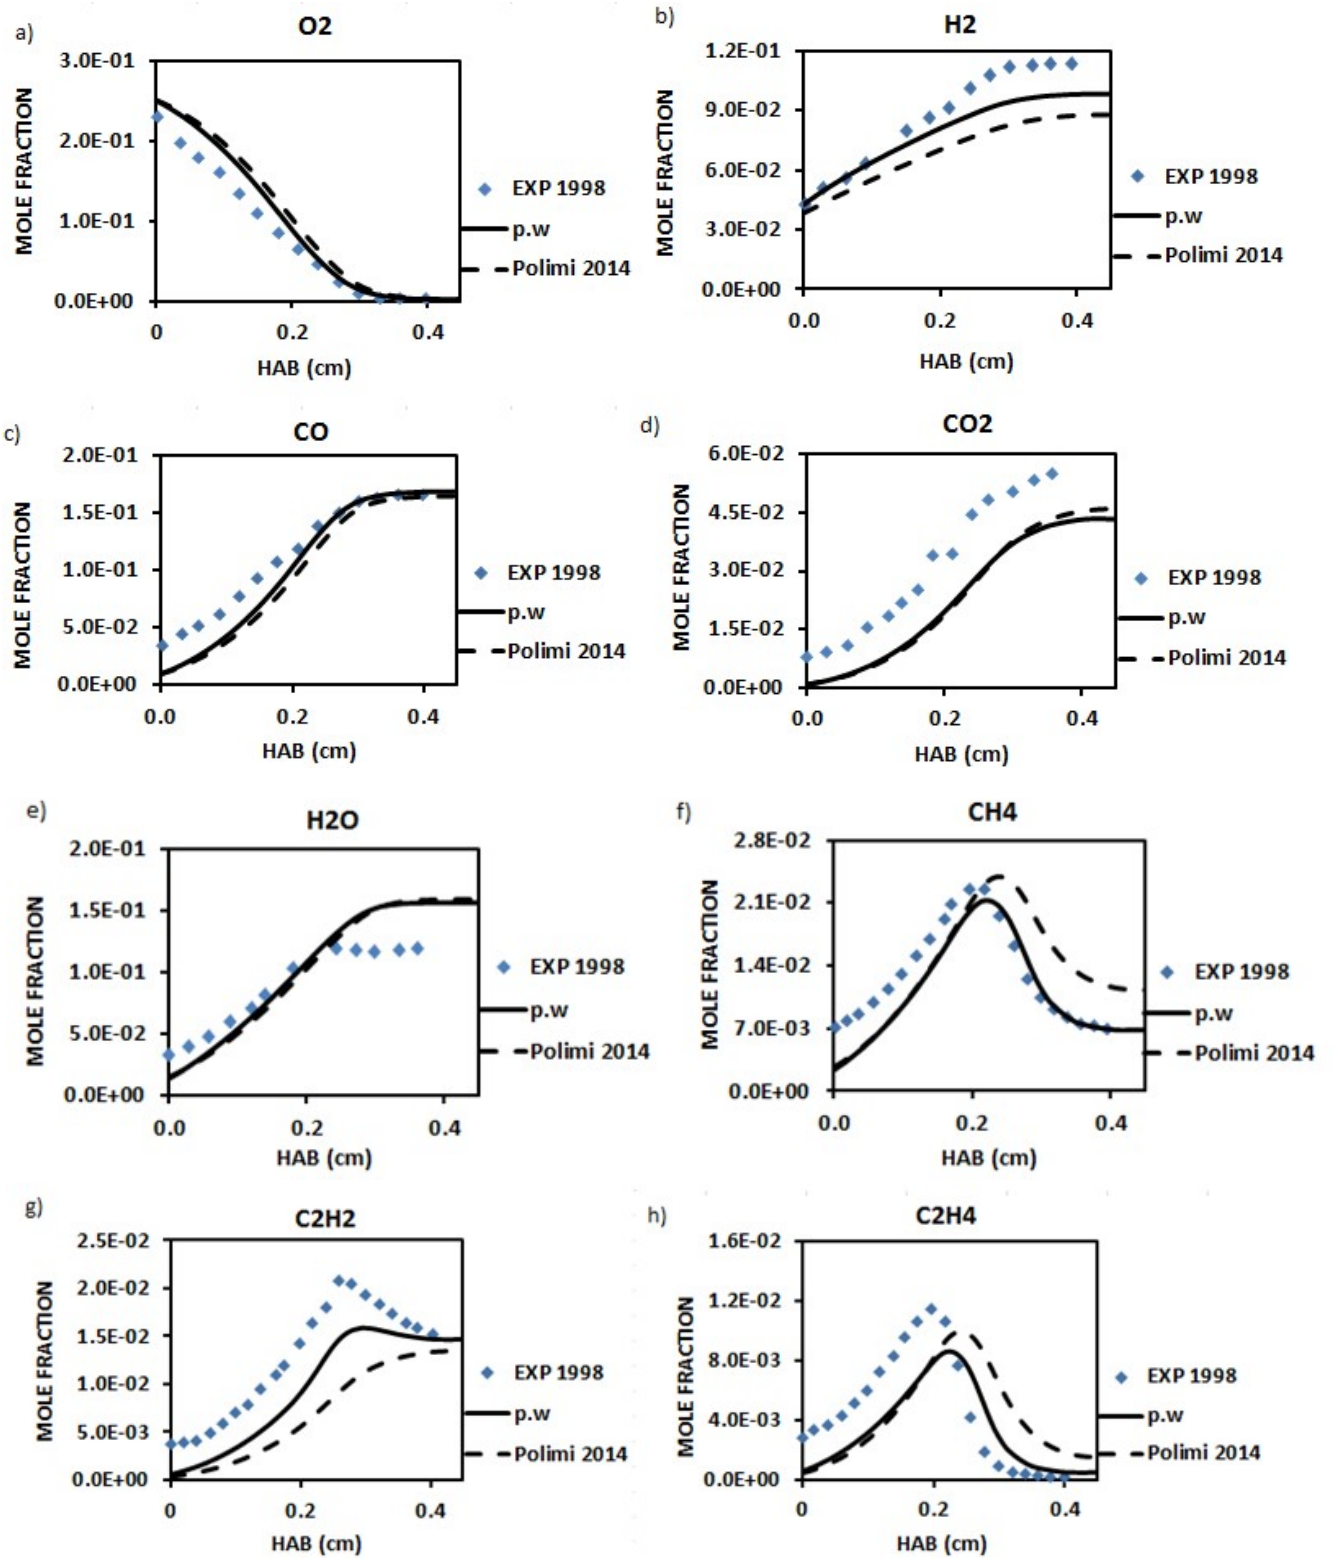 a)
O2
MOLE FRACTION
3.0E-01
2.0E-01
1.0E-01
0.0E+00
0
0.2
0.4
HAB (cm)
EXP 1998
p.w
Polimi 2014
b)
H2
MOLE FRACTION
1.2E-01
9.0E-02
6.0E-02
3.0E-02
0.0E+00
0.0
0.2
0.4
HAB (cm)
EXP 1998
p.w
Polimi 2014
c)
CO
MOLE FRACTION
2.0E-01
1.5E-01
1.0E-01
5.0E-02
0.0E+00
0.0
0.2
0.4
HAB (cm)
EXP 1998
p.w
Polimi 2014
d)
CO2
MOLE FRACTION
6.0E-02
4.5E-02
3.0E-02
1.5E-02
0.0E+00
0.0
0.2
0.4
HAB (cm)
EXP 1998
p.w
Polimi 2014
e)
H2O
MOLE FRACTION
2.0E-01
1.5E-01
1.0E-01
5.0E-02
0.0E+00
0.0
0.2
0.4
HAB (cm)
EXP 1998
p.w
Polimi 2014
f)
CH4
MOLE FRACTION
2.8E-02
2.1E-02
1.4E-02
7.0E-03
0.0E+00
0.0
0.2
0.4
HAB (cm)
EXP 1998
p.w
Polimi 2014
g)
C2H2
MOLE FRACTION
2.5E-02
2.0E-02
1.5E-02
1.0E-02
5.0E-03
0.0E+00
0
0.2
0.4
HAB (cm)
EXP 1998
p.w
Polimi 2014
h)
C2H4
MOLE FRACTION
1.6E-02
1.2E-02
8.0E-03
4.0E-03
0.0E+00
0
0.2
0.4
HAB (cm)
EXP 1998
p.w
Polimi 2014